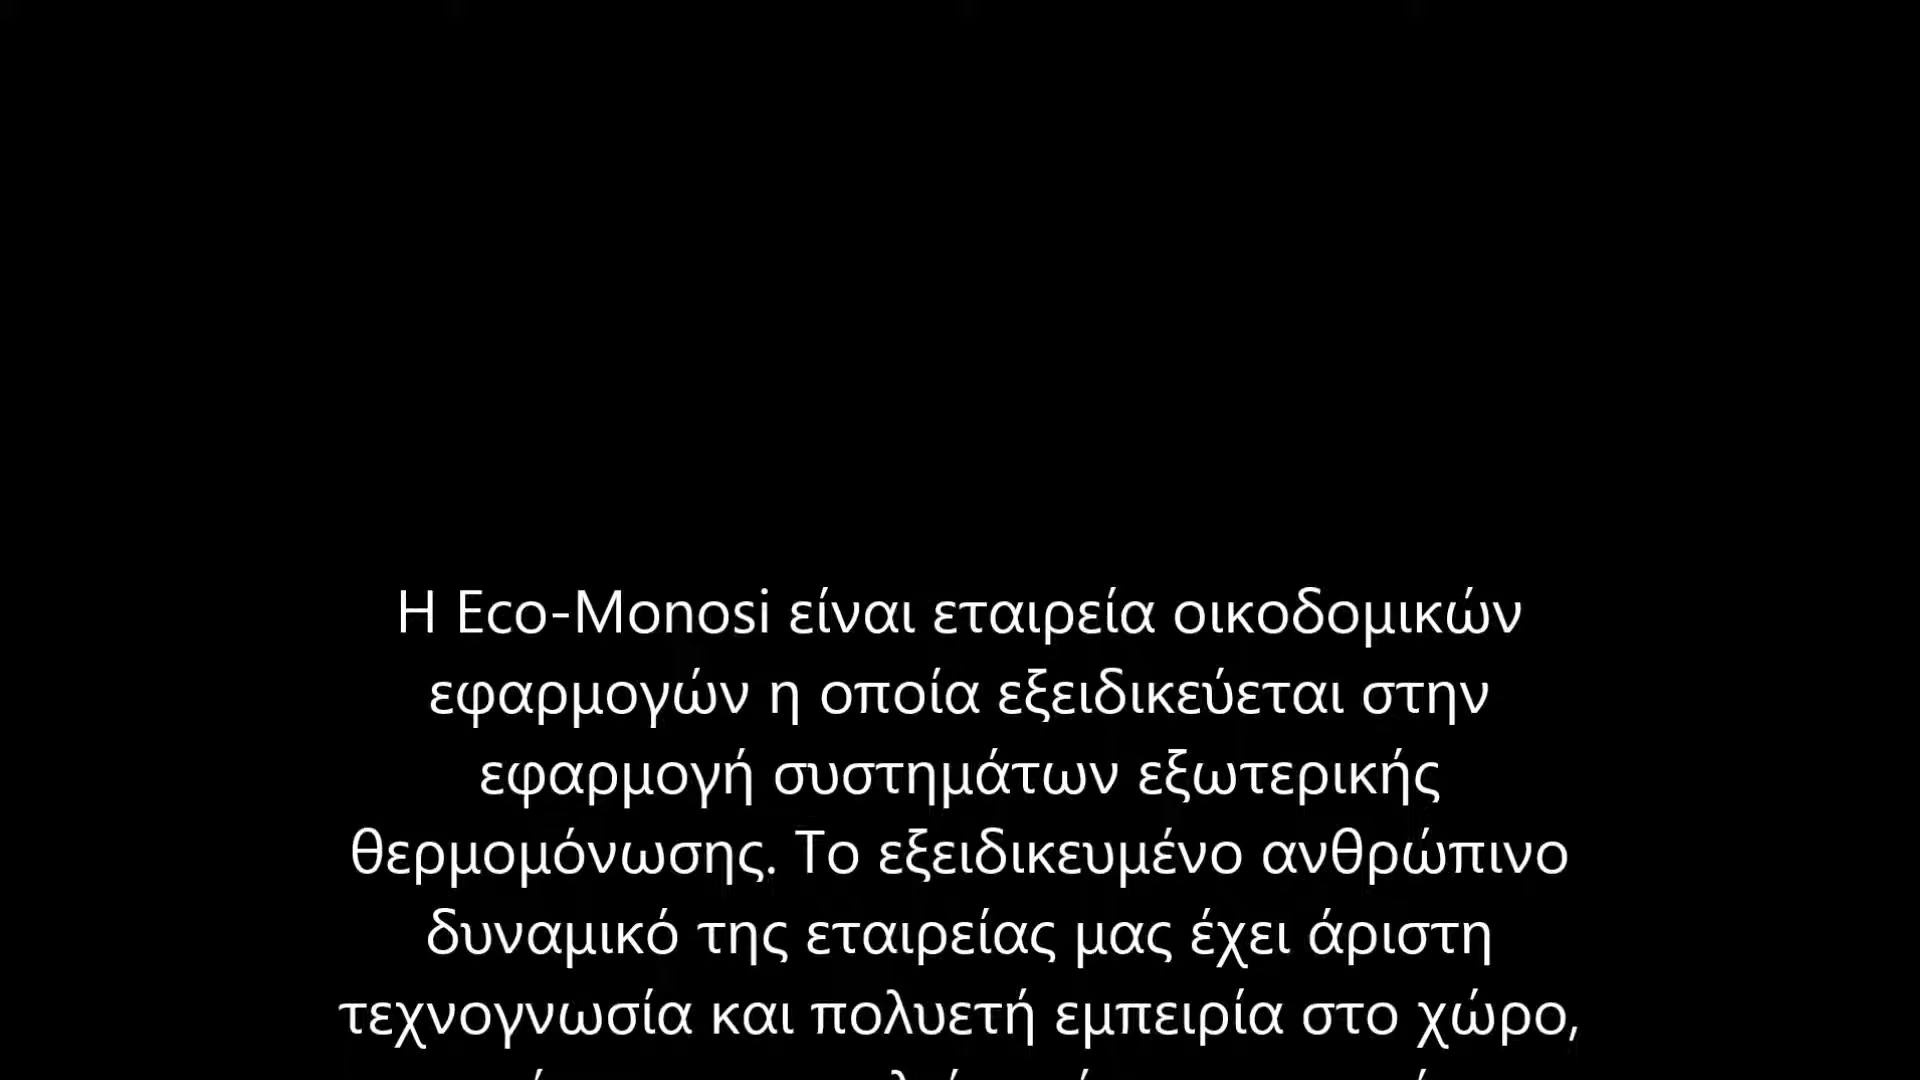 Η Eco-Monosi είναι εταιρεία οικοδομικών
εφαρμογών η οποία εξειδικεύεται στην
εφαρμογή συστημάτων εξωτερικής
θερμομόνωσης. Το εξειδικευμένο ανθρώπινο
δυναμικό της εταιρείας μας έχει άριστη
τεχνογνωσία και πολυετή εμπειρία στο χώρο,